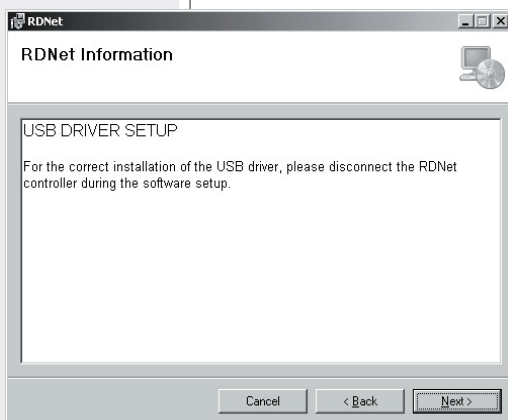 RDNet
RDNet Information
USB DRIVER SETUP
For the correct installation of the USB driver, please disconnect the RDNet
controller during the software setup.
Cancel
< Back
Next >